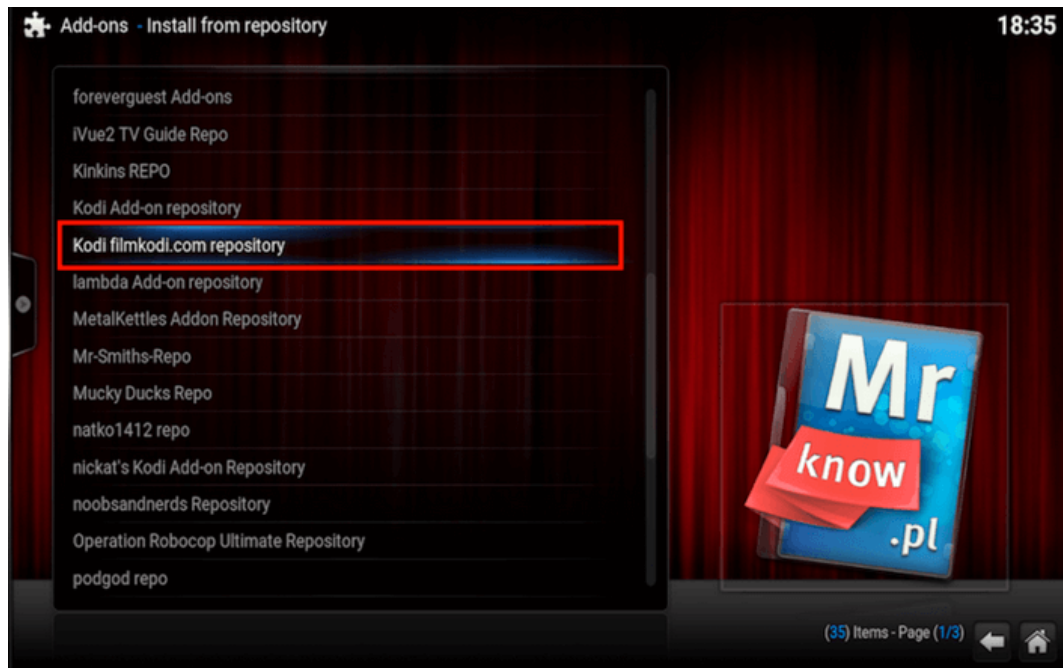 Add-ons - Install from repository
18:35
foreverguest Add-ons
iVue2 TV Guide Repo
Kinkins REPO
Kodi Add-on repository
Kodi filmkodi.com repository
lambda Add-on repository
MetalKettles Addon Repository
Mr-Smiths-Repo
Mucky Ducks Repo
natko1412 repo
nickat's Kodi Add-on Repository
noobsandnerds Repository
Operation Robocop Ultimate Repository
podgod repo
Mr
know
.pl
(35) Items - Page (1/3)